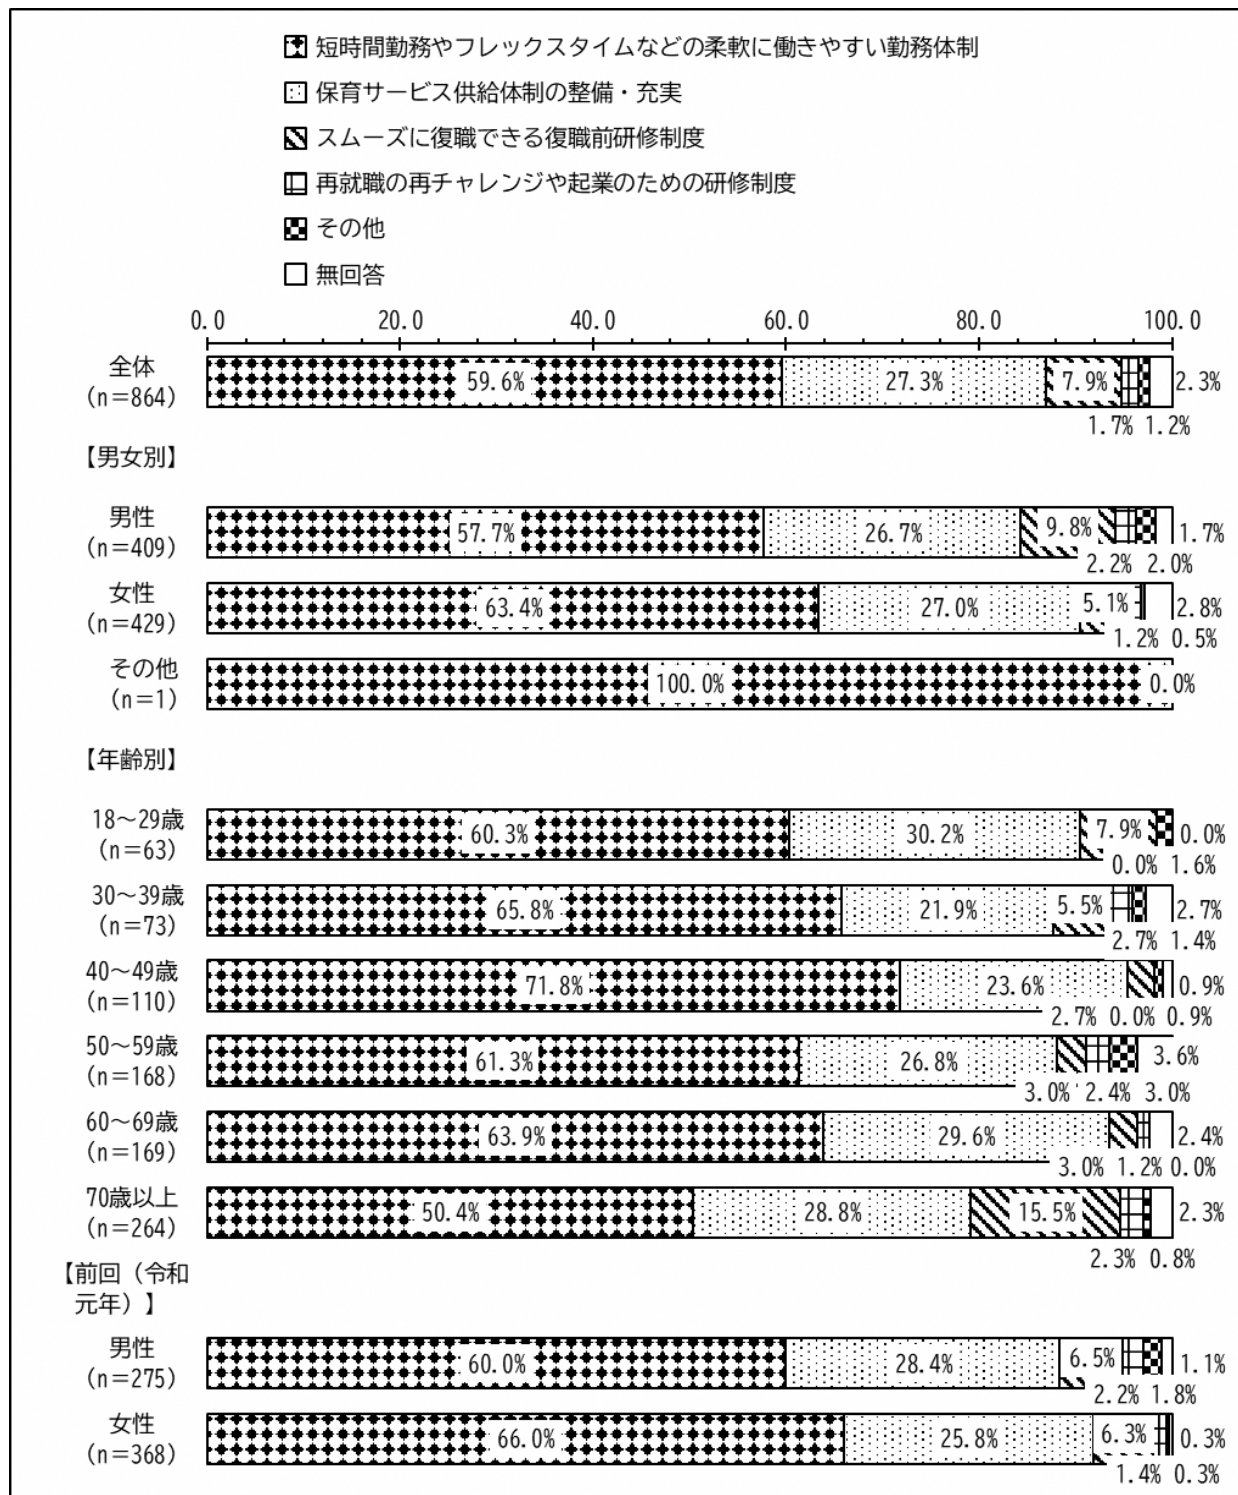 短時間勤務やフレックスタイムなどの柔軟に働きやすい勤務体制
保育サービス供給体制の整備・充実
スムーズに復職できる復職前研修制度
再就職の再チャレンジや起業のための研修制度
その他
無回答
0.0 20.0 40.0 60.0 80.0 100.0
全体
(n=864)
59.6% 27.3% 7.9% 2.3%
1.7% 1.2%
【男女別】
男性
(n=409)
57.7% 26.7% 9.8% 1.7%
2.2% 2.0%
女性
(n=429)
63.4% 27.0% 5.1% 2.8%
1.2% 0.5%
その他
(n=1)
100.0% 0.0%
【年齢別】
18~29歳
(n=63)
60.3% 30.2% 7.9% 0.0%
0.0% 1.6%
30~39歳
(n=73)
65.8% 21.9% 5.5% 2.7%
2.7% 1.4%
40~49歳
(n=110)
71.8% 23.6% 0.9%
2.7% 0.0% 0.9%
50~59歳
(n=168)
61.3% 26.8% 3.6%
3.0% 2.4% 3.0%
60~69歳
(n=169)
63.9% 29.6% 2.4%
3.0% 1.2% 0.0%
70歳以上
(n=264)
50.4% 28.8% 15.5% 2.3%
2.3% 0.8%
【前回(令和
元年)】
男性
(n=275)
60.0% 28.4% 6.5% 1.1%
2.2% 1.8%
女性
(n=368)
66.0% 25.8% 6.3% 0.3%
1.4% 0.3%